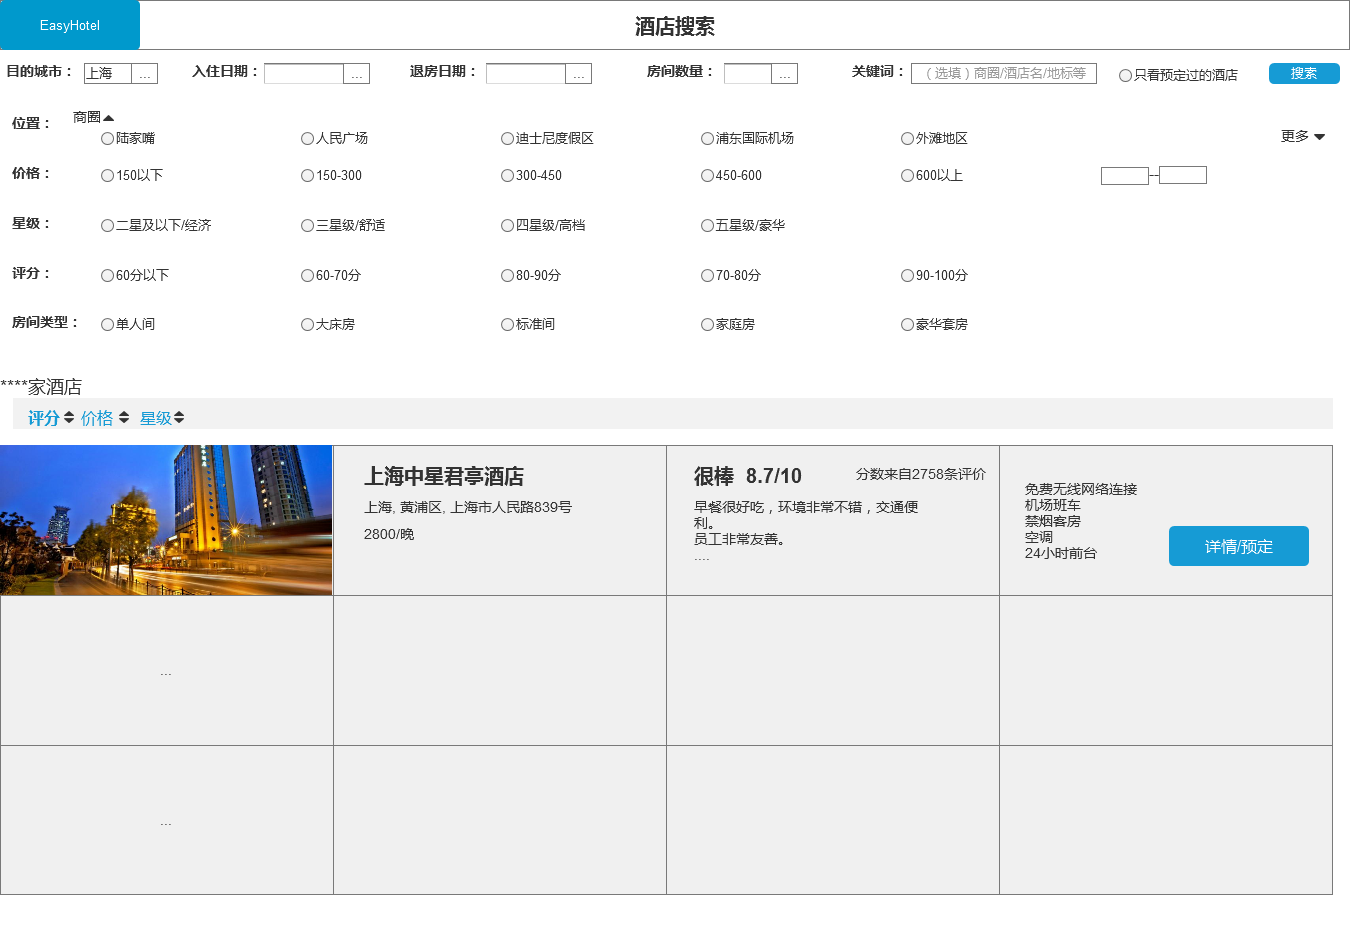 EasyHotel
酒店搜索
目的城市： 上海 ... 入住日期： ... 退房日期： ... 房间数量： ... 关键词： （选填）商圈/酒店名/地标等 只看预定过的酒店 搜索
位置： 商圈
陆家嘴 人民广场 迪士尼度假区 浦东国际机场 外滩地区 更多
价格： 150以下 150-300 300-450 450-600 600以上 --
星级： 二星及以下/经济 三星级/舒适 四星级/高档 五星级/豪华
评分： 60分以下 60-70分 80-90分 70-80分 90-100分
房间类型： 单人间 大床房 标准间 家庭房 豪华套房
****家酒店
评分 价格 星级
上海中星君亭酒店
上海, 黄浦区, 上海市人民路839号
2800/晚
很棒 8.7/10 分数来自2758条评价
早餐很好吃，环境非常不错，交通便
利。
员工非常友善。
....
免费无线网络连接
机场班车
禁烟客房
空调
24小时前台
详情/预定
...
...